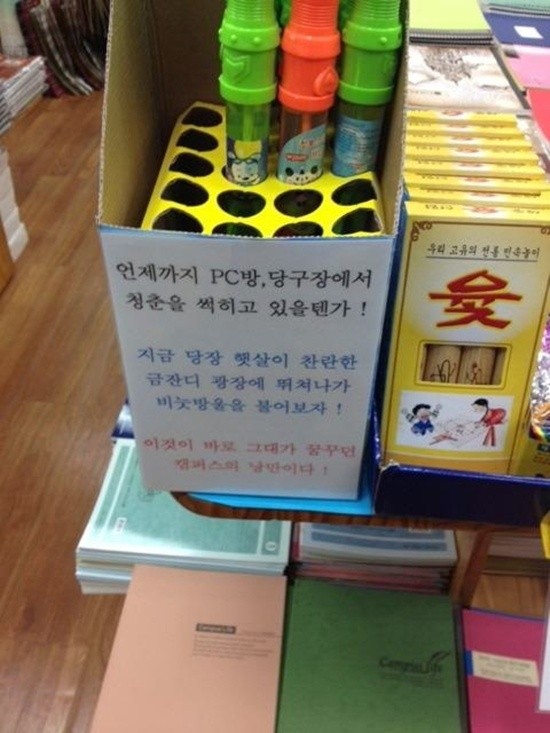 언제까지 PC방,당구장에서
청춘을 썩히고 있을텐가 !
지금 당장 햇살이 찬란한
금잔디 광장에 뛰쳐나가
비눗방울을 불어보자 !
이것이 바로 그대가 꿈꾸던
캠퍼스의 낭만이다 !
우리 고유의 전통 민속놀이
윷
Campus Life
Campus Life